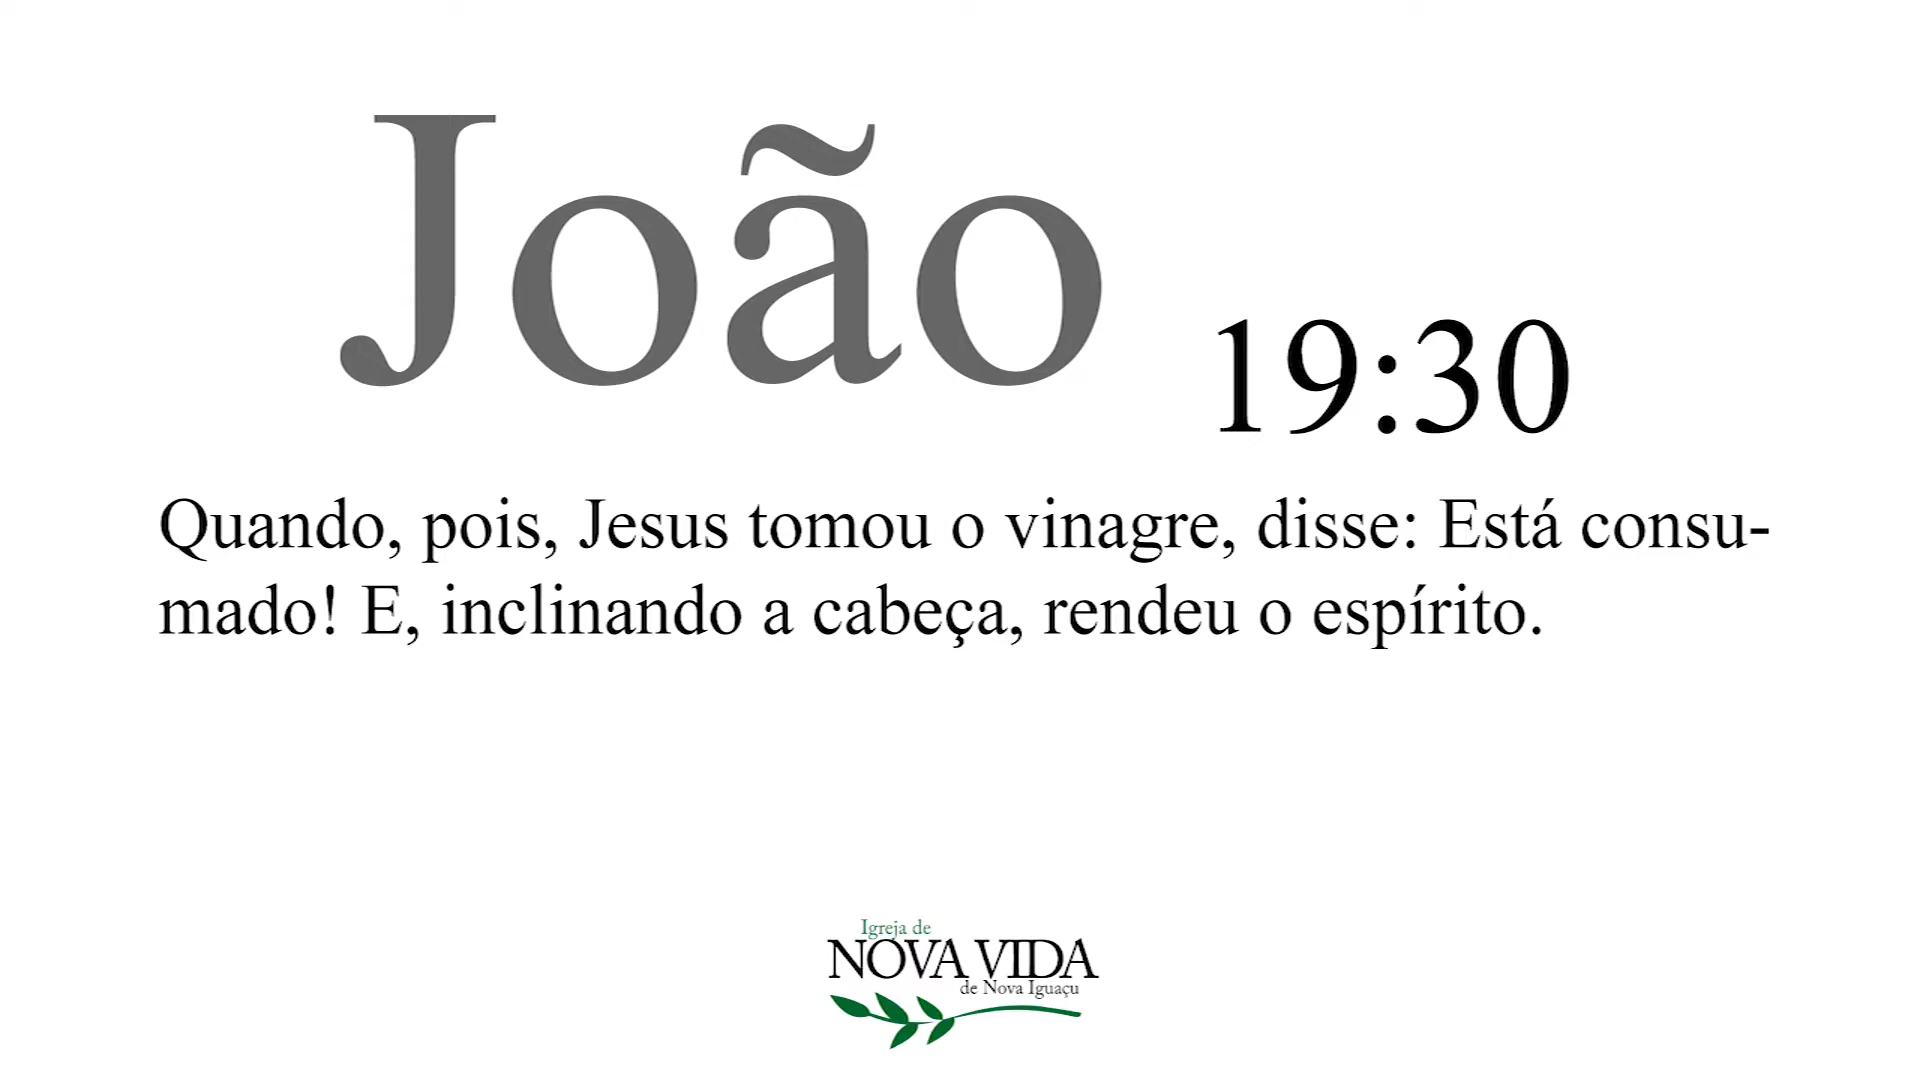 João 19:30
Quando, pois, Jesus tomou o vinagre, disse: Está consu-
mado! E, inclinando a cabeça, rendeu o espírito.
Igreja de
NOVA VIDA
de Nova Iguaçu